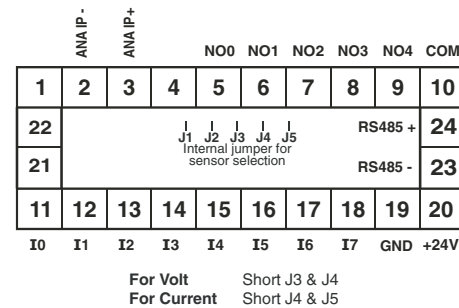 ANA IP -
ANA IP+
NO0 NO1 NO2 NO3 NO4 COM
1 2 3 4 5 6 7 8 9 10
22 RS485 + 24
J1 J2 J3 J4 J5
Internal jumper for
sensor selection
21 RS485 - 23
11 12 13 14 15 16 17 18 19 20
I0 I1 I2 I3 I4 I5 I6 I7 GND +24V
For Volt Short J3 & J4
For Current Short J4 & J5